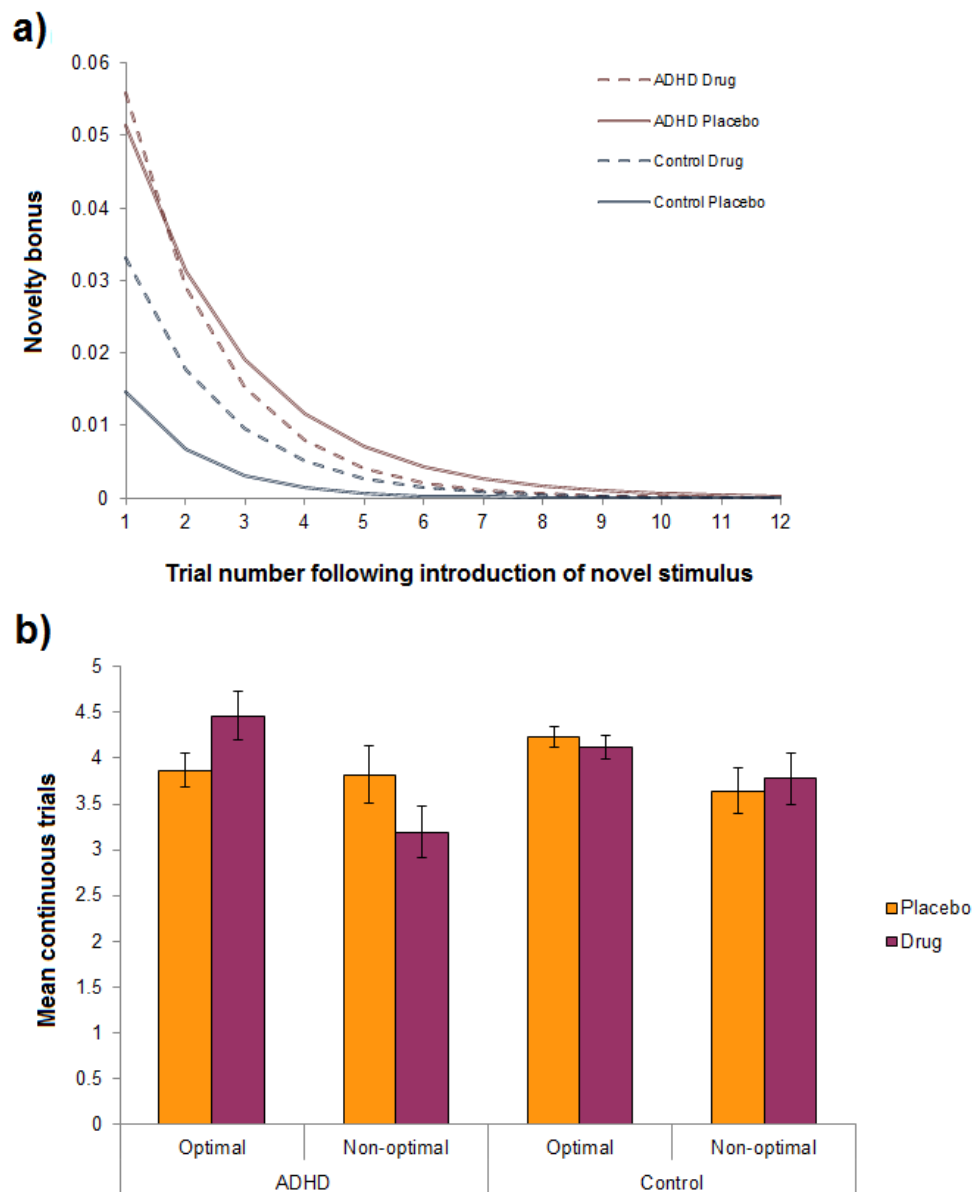 a)
0.06
0.05
0.04
0.03
0.02
0.01
0
Novelty bonus
ADHD Drug
ADHD Placebo
Control Drug
Control Placebo
1 2 3 4 5 6 7 8 9 10 11 12
Trial number following introduction of novel stimulus
b)
5
4.5
4
3.5
3
2.5
2
1.5
1
0.5
0
Mean continuous trials
Placebo
Drug
Optimal Non-optimal Optimal Non-optimal
ADHD Control